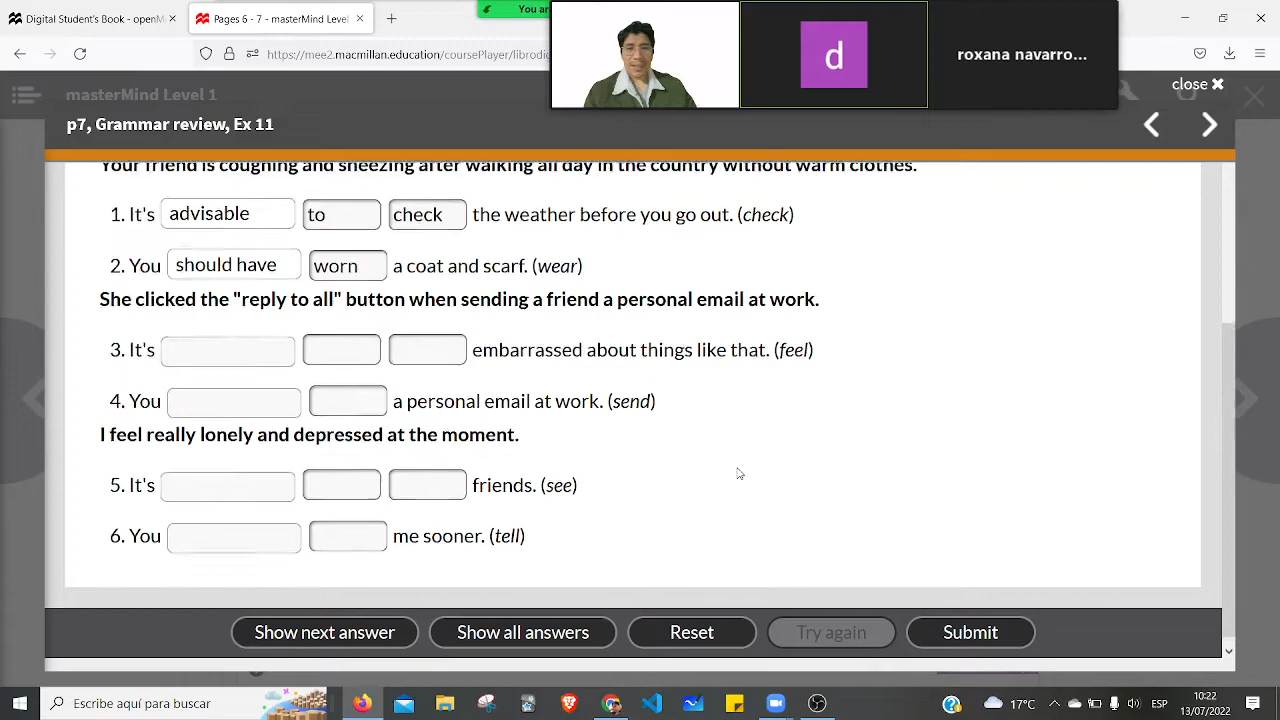 Digital Student's Book - openM
Pages 6 - 7 - masterMind Level 1
You ar
https://mee2.macmillan.education/coursePlayer/librodig
d
roxana navarro...
close
masterMind Level 1
p7, Grammar review, Ex 11
Your friend is coughing and sneezing after walking all day in the country without warm clothes.
1. It's advisable to check the weather before you go out. (check)
2. You should have worn a coat and scarf. (wear)
She clicked the "reply to all" button when sending a friend a personal email at work.
3. It's embarrassed about things like that. (feel)
4. You a personal email at work. (send)
I feel really lonely and depressed at the moment.
5. It's friends. (see)
6. You me sooner. (tell)
Show next answer Show all answers Reset Try again Submit
Escribe aquí para buscar ESP 10:22
13/07/2022